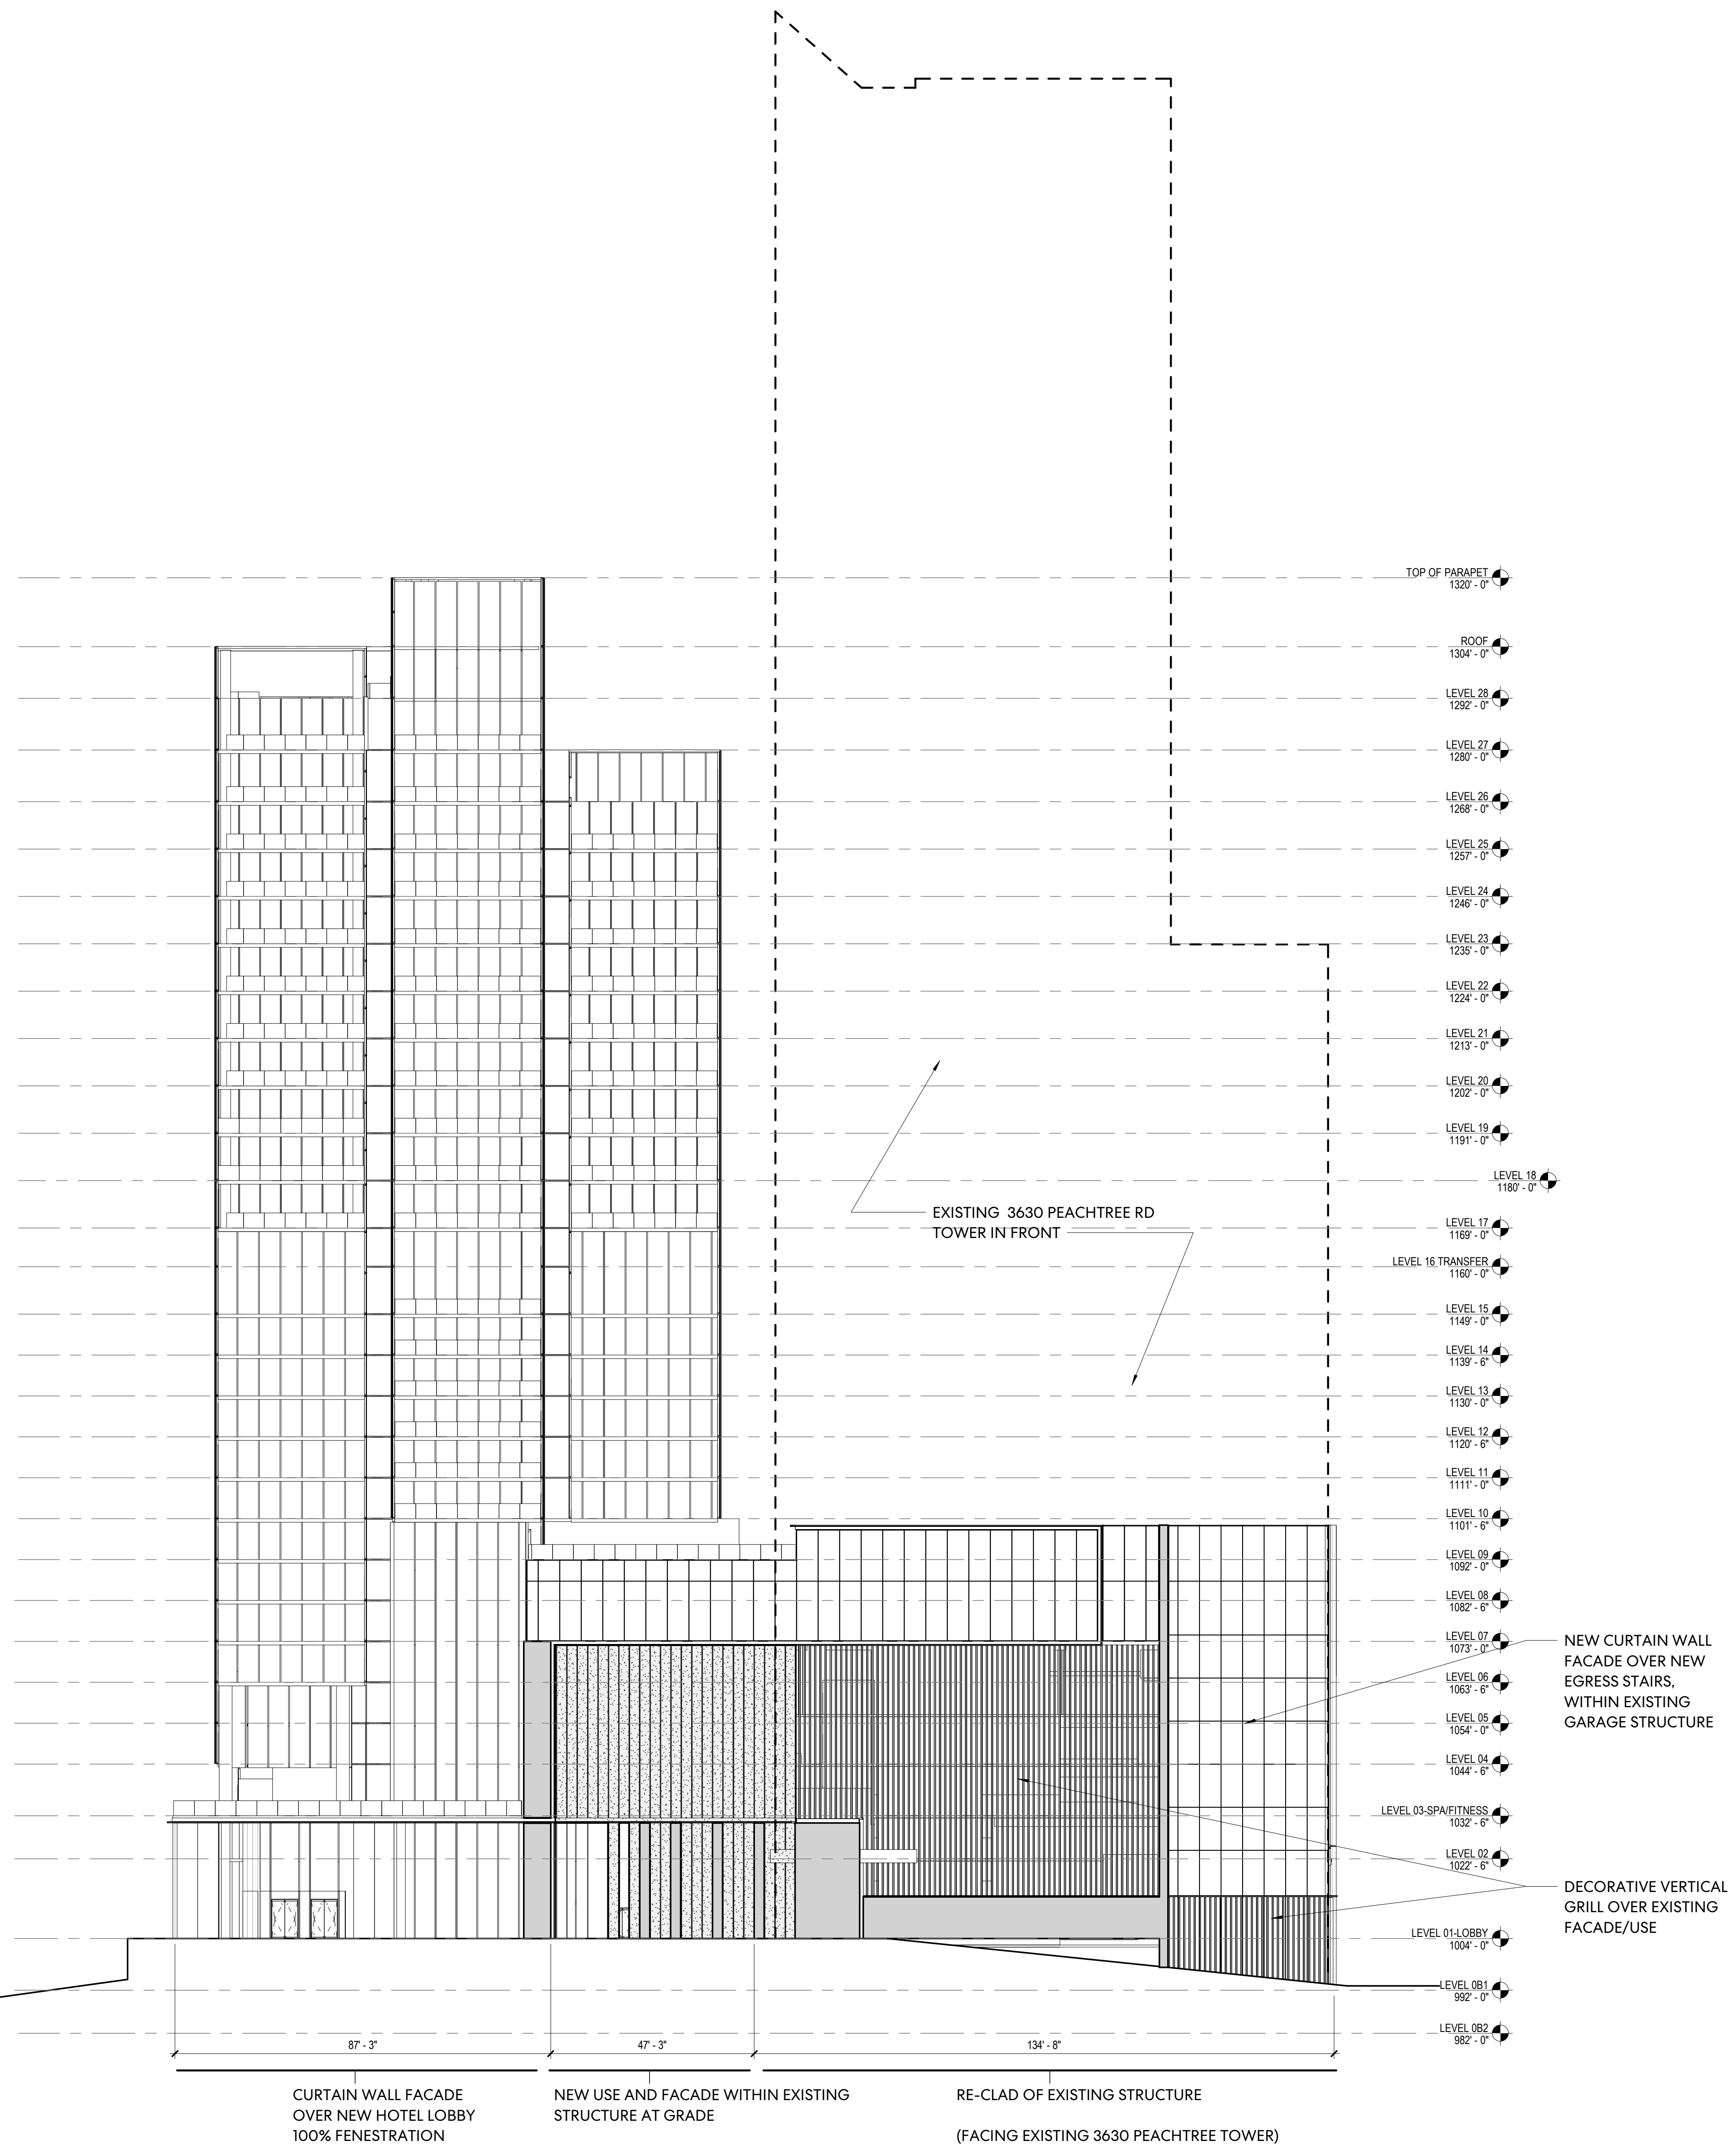 TOP OF PARAPET
1320' - 0"
ROOF
1304' - 0"
LEVEL 28
1292' - 0"
LEVEL 27
1280' - 0"
LEVEL 26
1268' - 0"
LEVEL 25
1257' - 0"
LEVEL 24
1246' - 0"
LEVEL 23
1235' - 0"
LEVEL 22
1224' - 0"
LEVEL 21
1213' - 0"
LEVEL 20
1202' - 0"
LEVEL 19
1191' - 0"
LEVEL 18
1180' - 0"
EXISTING 3630 PEACHTREE RD
TOWER IN FRONT
LEVEL 17
1169' - 0"
LEVEL 16 TRANSFER
1160' - 0"
LEVEL 15
1149' - 0"
LEVEL 14
1139' - 6"
LEVEL 13
1130' - 0"
LEVEL 12
1120' - 6"
LEVEL 11
1111' - 0"
LEVEL 10
1101' - 6"
LEVEL 09
1092' - 0"
LEVEL 08
1082' - 6"
LEVEL 07
1073' - 0"
LEVEL 06
1063' - 6"
LEVEL 05
1054' - 0"
LEVEL 04
1044' - 6"
NEW CURTAIN WALL
FACADE OVER NEW
EGRESS STAIRS,
WITHIN EXISTING
GARAGE STRUCTURE
LEVEL 03-SPA/FITNESS
1032' - 6"
LEVEL 02
1022' - 6"
DECORATIVE VERTICAL
GRILL OVER EXISTING
FACADE/USE
LEVEL 01-LOBBY
1004' - 0"
LEVEL 0B1
992' - 0"
LEVEL 0B2
982' - 0"
87' - 3"
47' - 3"
134' - 8"
CURTAIN WALL FACADE
OVER NEW HOTEL LOBBY
100% FENESTRATION
NEW USE AND FACADE WITHIN EXISTING
STRUCTURE AT GRADE
RE-CLAD OF EXISTING STRUCTURE
(FACING EXISTING 3630 PEACHTREE TOWER)